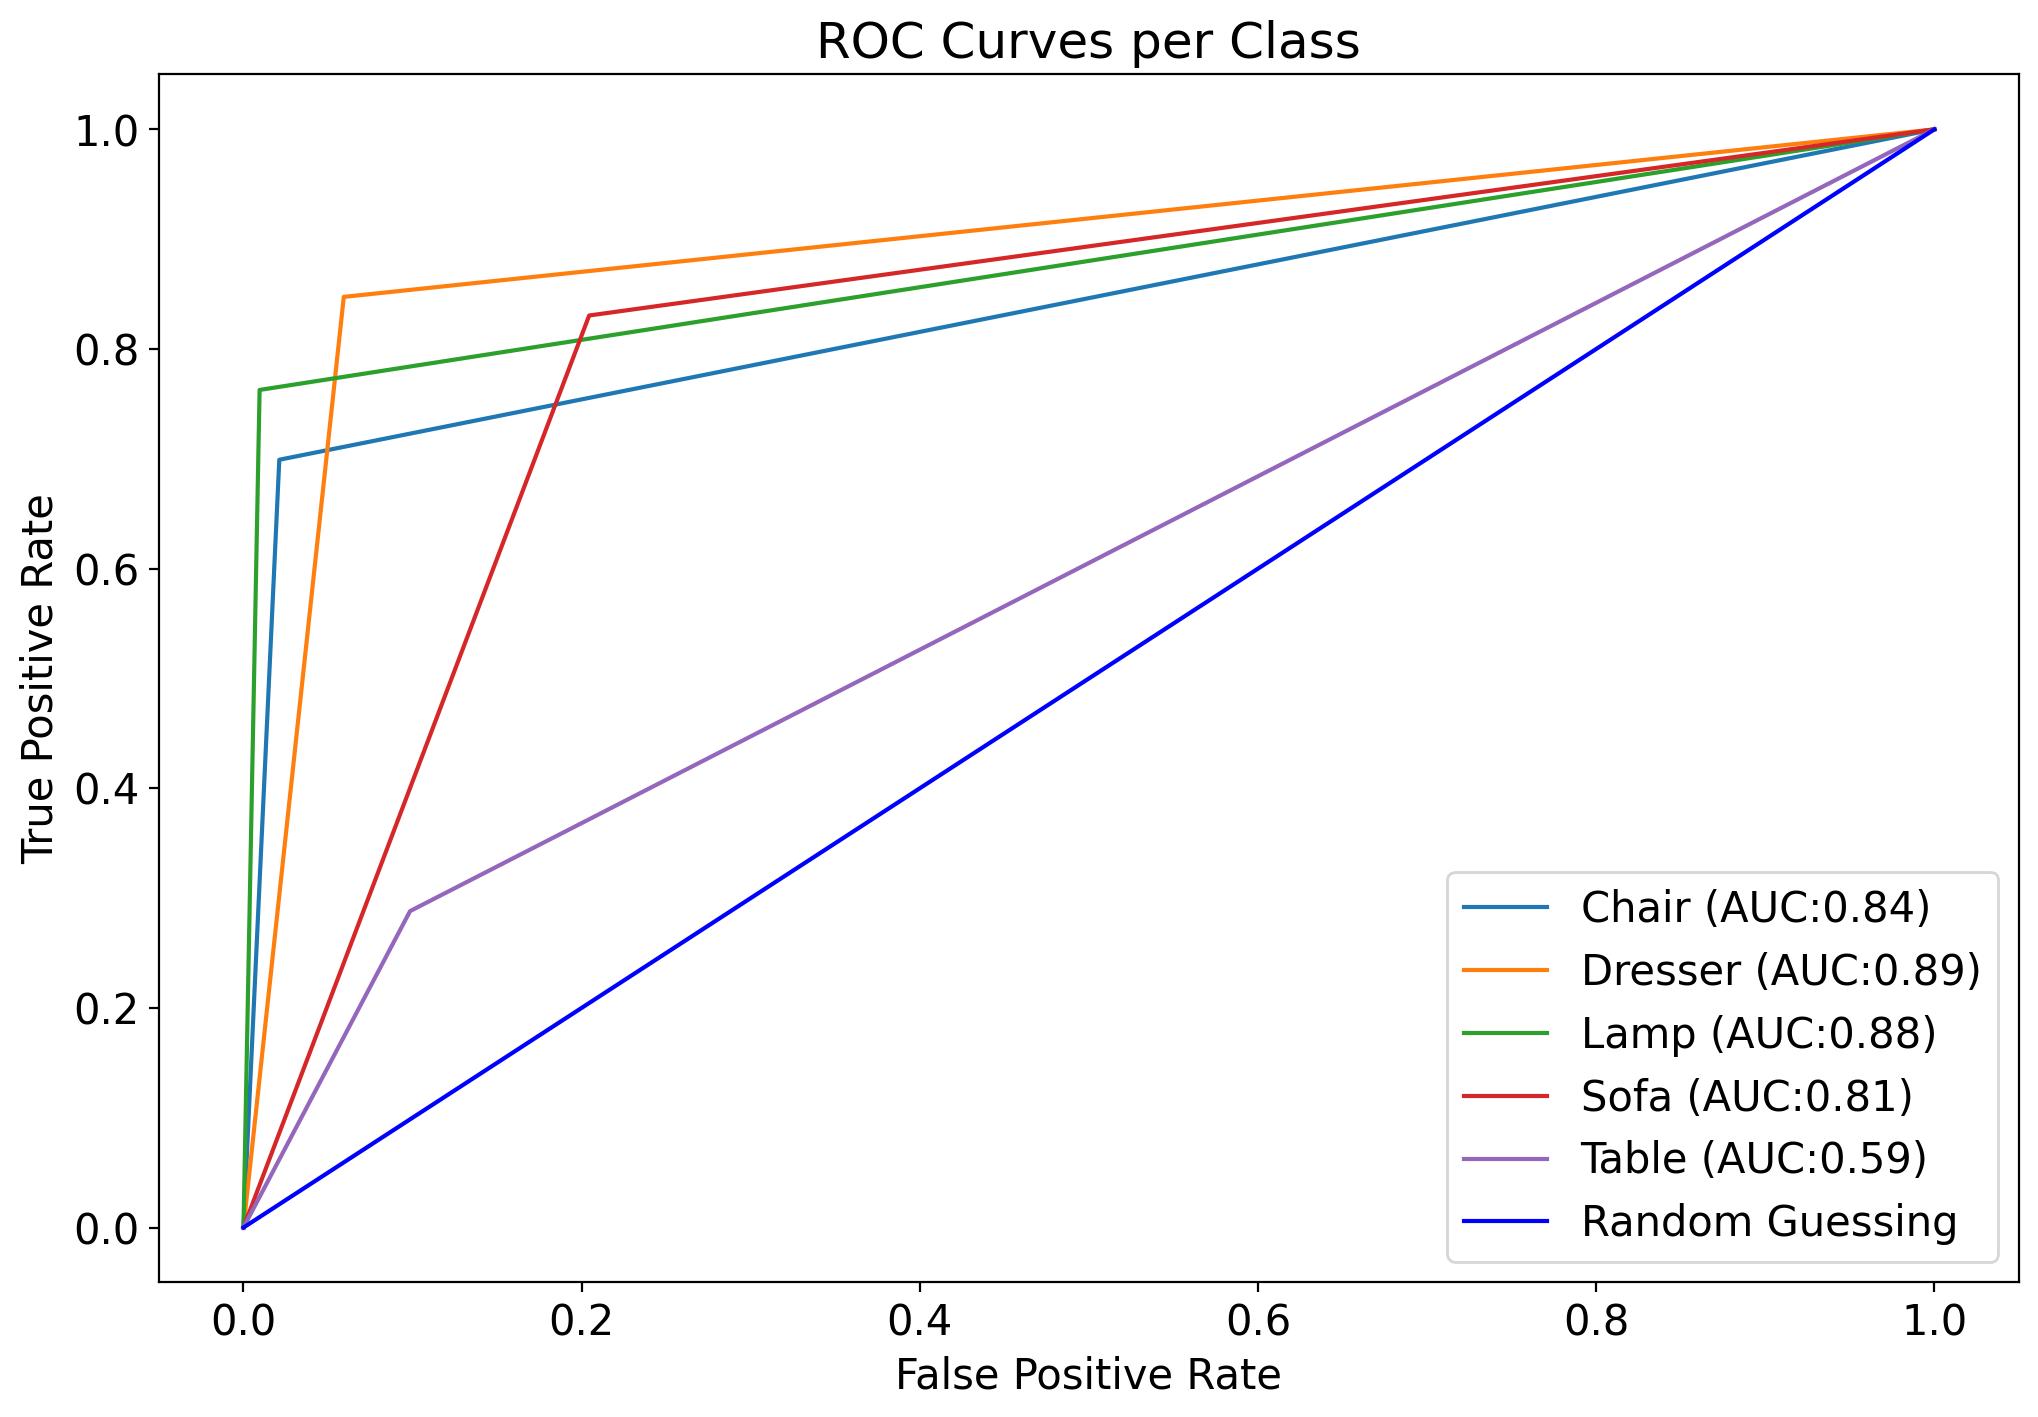 ROC Curves per Class
True Positive Rate
1.0
0.8
0.6
0.4
0.2
0.0
Chair (AUC:0.84)
Dresser (AUC:0.89)
Lamp (AUC:0.88)
Sofa (AUC:0.81)
Table (AUC:0.59)
Random Guessing
0.0 0.2 0.4 0.6 0.8 1.0
False Positive Rate